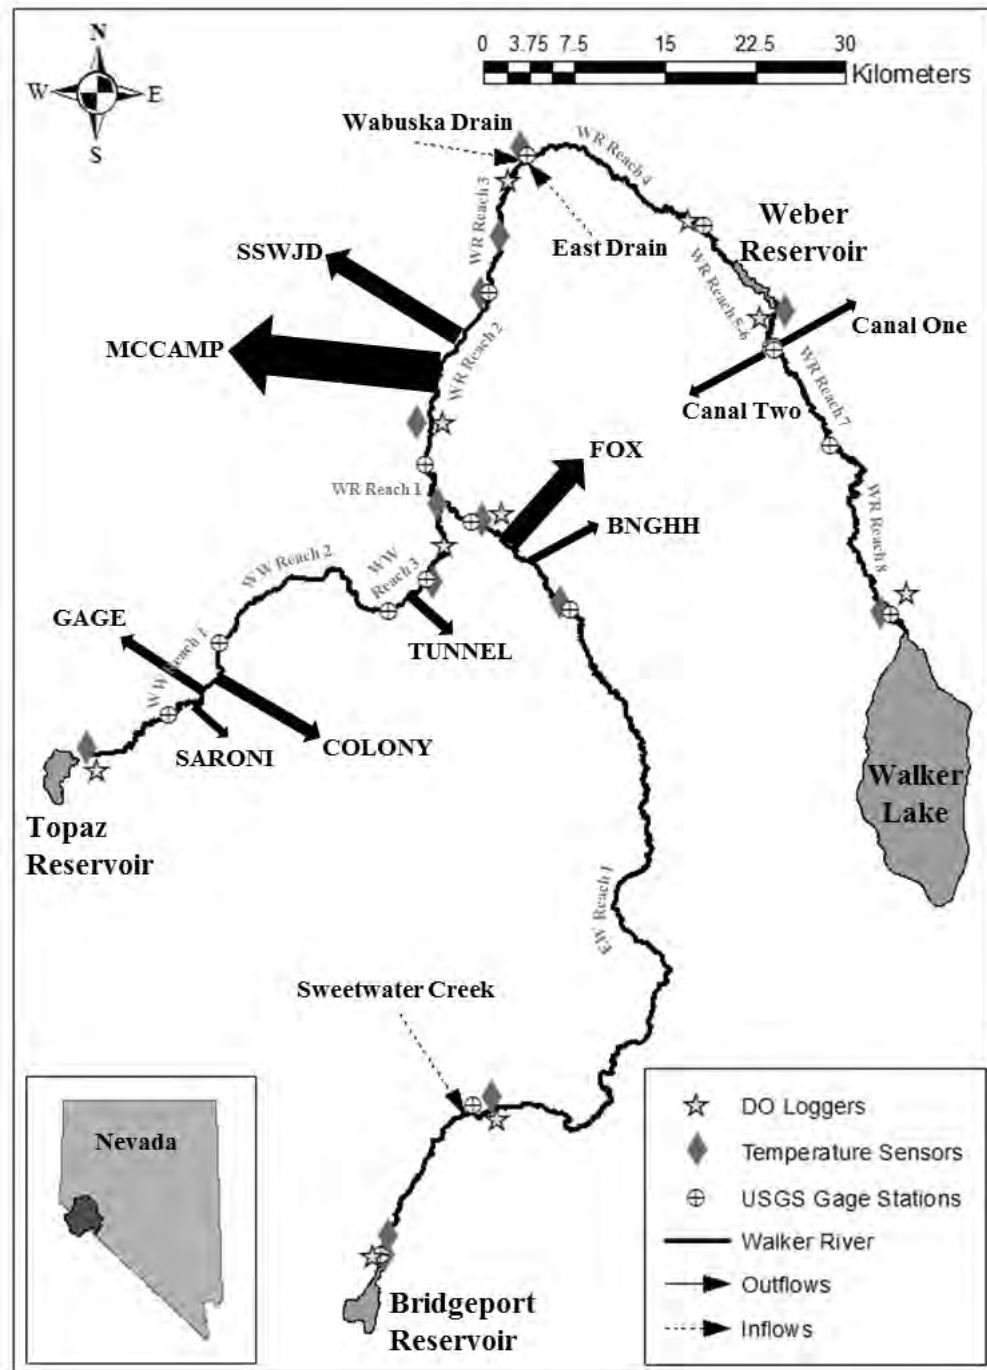 N
W
E
S
0 3.75 7.5 15 22.5 30
Kilometers
Wabuska Drain
WR Reach 4
WR Reach 3
Weber
Reservoir
SSWJD
East Drain
WR Reach 5-6
Canal One
MCCAMP
WR Reach 2
Canal Two
WR Reach 7
FOX
WR Reach 1
BNGHH
WR Reach 8
WW Reach 2
WW
Reach 3
GAGE
WW Reach 1
TUNNEL
SARONI
COLONY
Walker
Lake
Topaz
Reservoir
EW Reach 1
Sweetwater Creek
Nevada
Bridgeport
Reservoir
DO Loggers
Temperature Sensors
USGS Gage Stations
Walker River
Outflows
Inflows